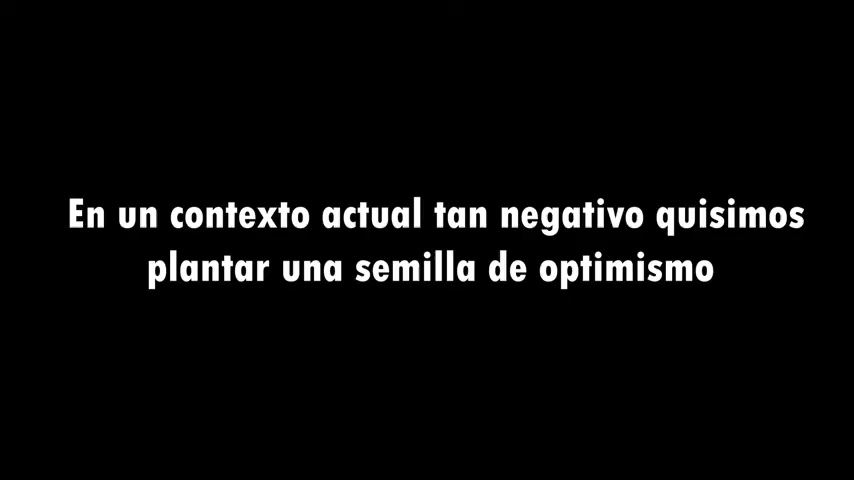 En un contexto actual tan negativo quisimos
plantar una semilla de optimismo